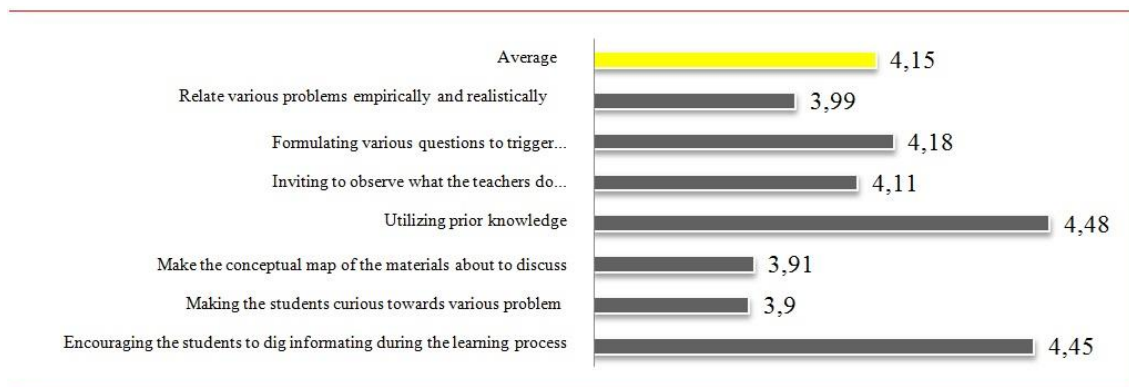 Average 4,15
Relate various problems empirically and realistically 3,99
Formulating various questions to trigger... 4,18
Inviting to observe what the teachers do... 4,11
Utilizing prior knowledge 4,48
Make the conceptual map of the materials about to discuss 3,91
Making the students curious towards various problem 3,9
Encouraging the students to dig informating during the learning process 4,45